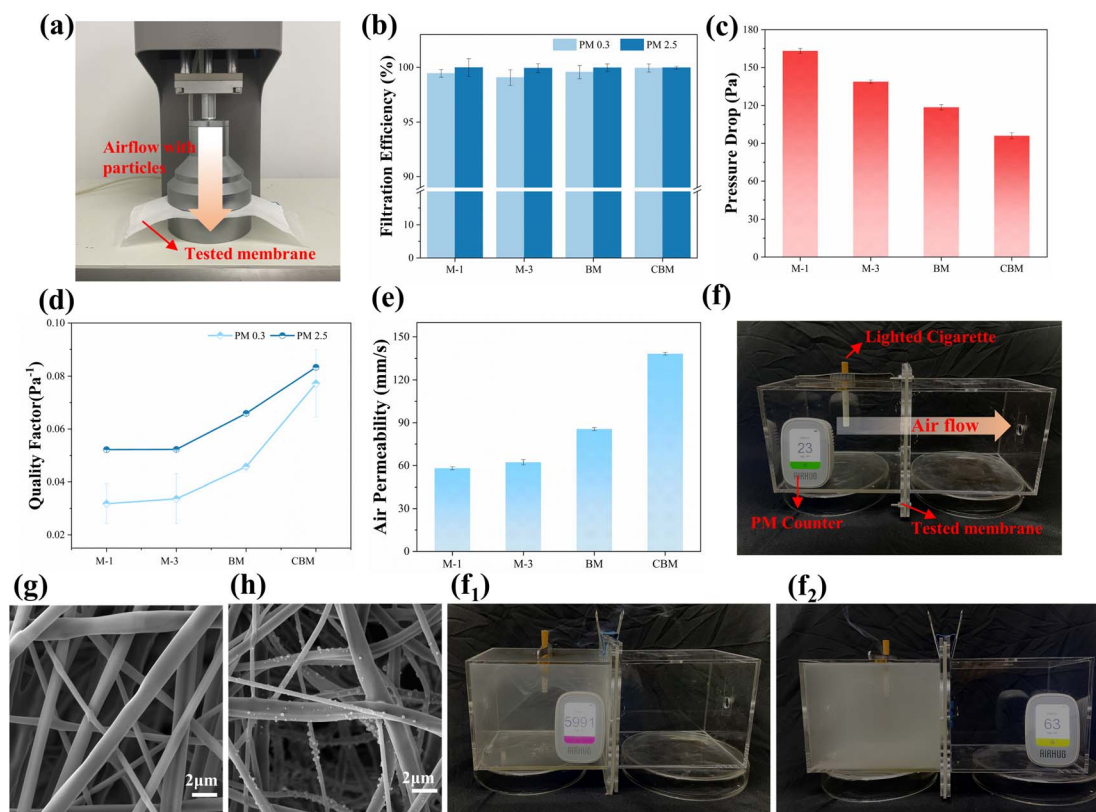 (a)
Airflow with
particles
Tested membrane
(b)
Filtration Efficiency (%)
PM 0.3
PM 2.5
100
95
90
10
5
0
M-1
M-3
BM
CBM
(c)
Pressure Drop (Pa)
180
150
120
90
60
30
0
M-1
M-3
BM
CBM
(d)
Quality Factor(Pa⁻¹)
PM 0.3
PM 2.5
0.10
0.08
0.06
0.04
0.02
M-1
M-3
BM
CBM
(e)
Air Permeability (mm/s)
150
120
90
60
30
0
M-1
M-3
BM
CBM
(f)
Lighted Cigarette
Air flow
23
AIRHUG
PM Counter
Tested membrane
(g)
2μm
(h)
2μm
(f₁)
5991
AIRHUG
(f₂)
63
AIRHUG